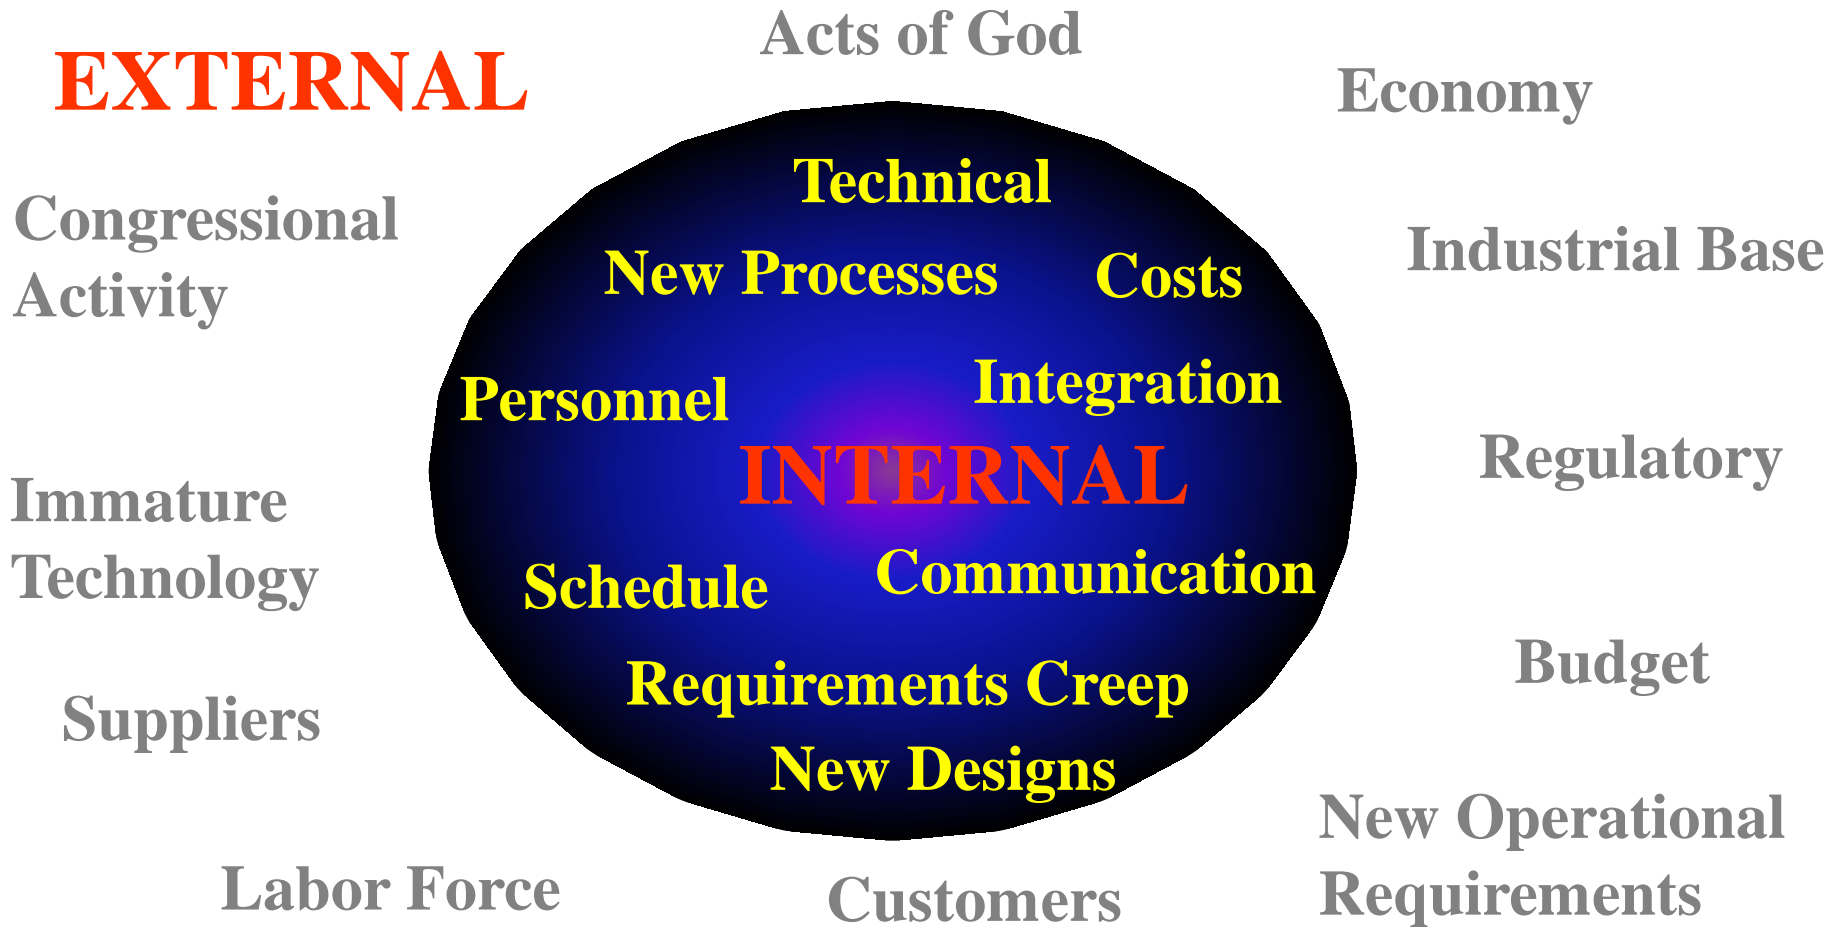 Acts of God
EXTERNAL
Economy
Technical
Congressional
Activity
New Processes
Costs
Industrial Base
Personnel
Integration
INTERNAL
Regulatory
Immature
Technology
Schedule
Communication
Requirements Creep
Budget
Suppliers
New Designs
New Operational
Requirements
Labor Force
Customers